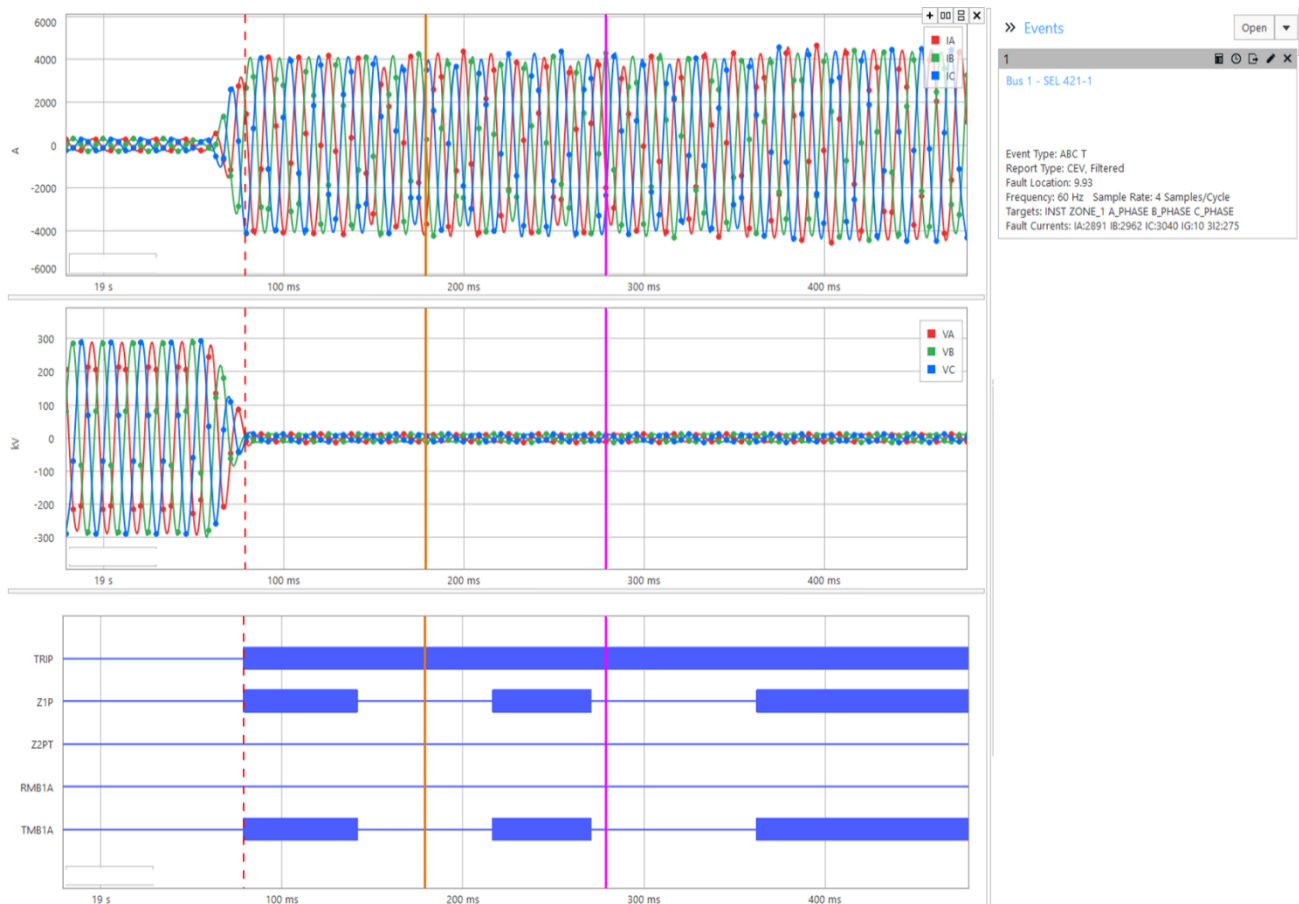 6000
4000
2000
0
-2000
-4000
-6000
A
IA
IB
IC
19 s
100 ms
200 ms
300 ms
400 ms
300
200
100
0
-100
-200
-300
kV
VA
VB
VC
19 s
100 ms
200 ms
300 ms
400 ms
TRIP
Z1P
Z2PT
RMB1A
TMB1A
19 s
100 ms
200 ms
300 ms
400 ms
Events
Open
1
Bus 1 - SEL 421-1
Event Type: ABC T
Report Type: CEV, Filtered
Fault Location: 9.93
Frequency: 60 Hz Sample Rate: 4 Samples/Cycle
Targets: INST ZONE_1 A_PHASE B_PHASE C_PHASE
Fault Currents: IA:2891 IB:2962 IC:3040 IG:10 3I2:275